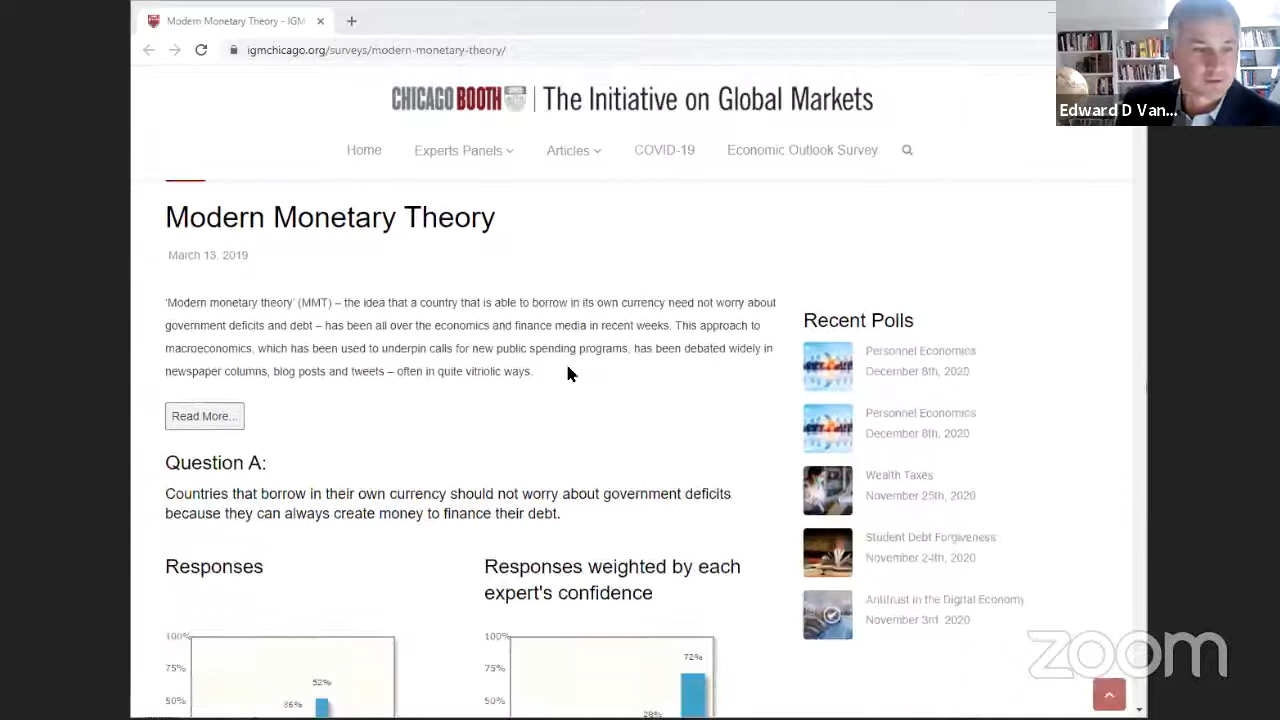 Modern Monetary Theory - IGM
igmchicago.org/surveys/modern-monetary-theory/
Edward D Van...
CHICAGO BOOTH | The Initiative on Global Markets
Home Experts Panels Articles COVID-19 Economic Outlook Survey
Modern Monetary Theory
March 13, 2019
'Modern monetary theory' (MMT) – the idea that a country that is able to borrow in its own currency need not worry about
government deficits and debt – has been all over the economics and finance media in recent weeks. This approach to
macroeconomics, which has been used to underpin calls for new public spending programs, has been debated widely in
newspaper columns, blog posts and tweets – often in quite vitriolic ways.
Read More...
Question A:
Countries that borrow in their own currency should not worry about government deficits
because they can always create money to finance their debt.
Responses
100%
75%
50%
36%
52%
Responses weighted by each
expert's confidence
100%
75%
50%
28%
72%
Recent Polls
Personnel Economics
December 8th, 2020
Personnel Economics
December 8th, 2020
Wealth Taxes
November 25th, 2020
Student Debt Forgiveness
November 24th, 2020
Antitrust in the Digital Economy
November 3rd, 2020
zoom